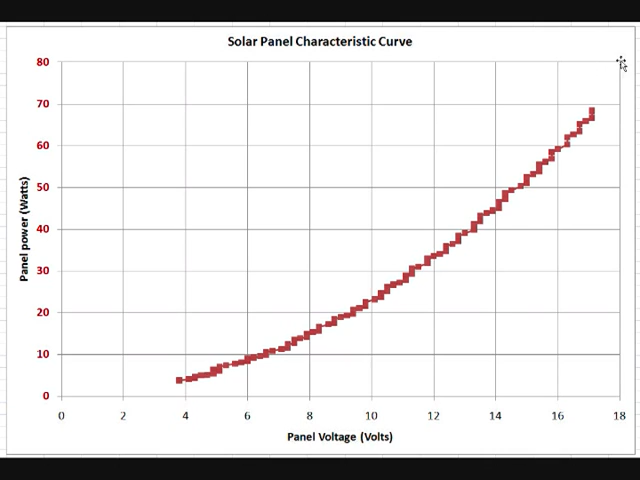 Solar Panel Characteristic Curve
80
70
60
50
40
30
20
10
0
Panel power (Watts)
0 2 4 6 8 10 12 14 16 18
Panel Voltage (Volts)